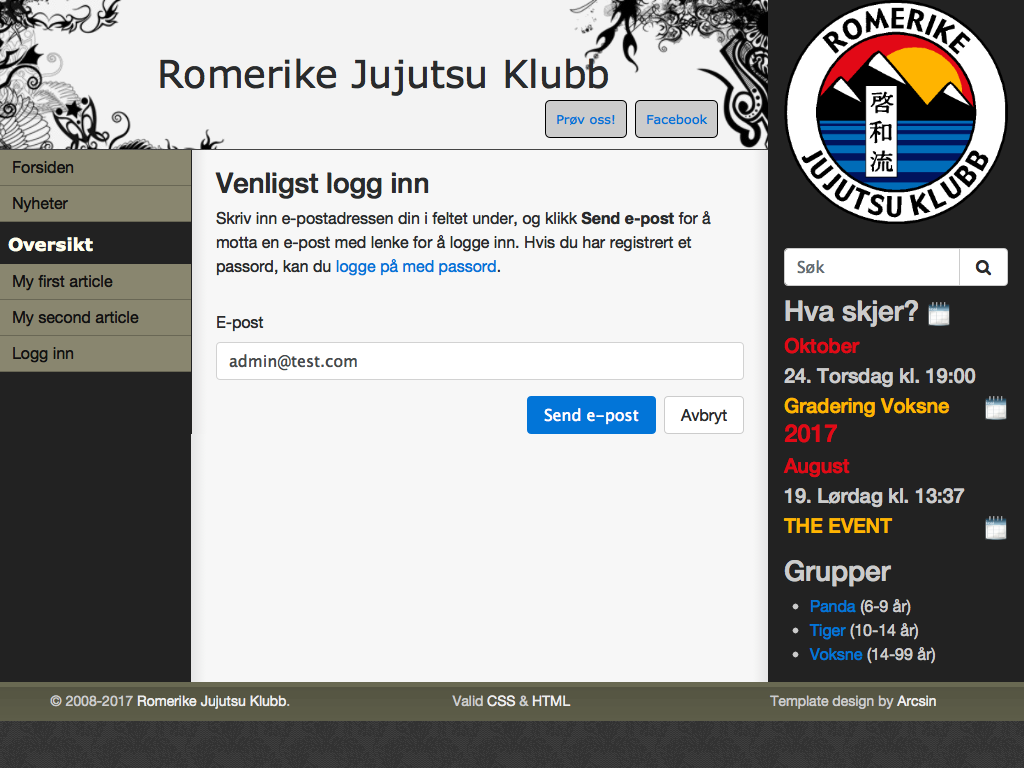 Romerike Jujutsu Klubb
Prøv oss!
Facebook
ROMERIKE
啓和流
JUJUTSU KLUBB
Forsiden
Nyheter
Oversikt
My first article
My second article
Logg inn
Venligst logg inn
Skriv inn e-postadressen din i feltet under, og klikk Send e-post for å
motta en e-post med lenke for å logge inn. Hvis du har registrert et
passord, kan du logge på med passord.
E-post
admin@test.com
Send e-post
Avbryt
Søk
Hva skjer?
Oktober
24. Torsdag kl. 19:00
Gradering Voksne
2017
August
19. Lørdag kl. 13:37
THE EVENT
Grupper
Panda (6-9 år)
Tiger (10-14 år)
Voksne (14-99 år)
© 2008-2017 Romerike Jujutsu Klubb.
Valid CSS & HTML
Template design by Arcsin